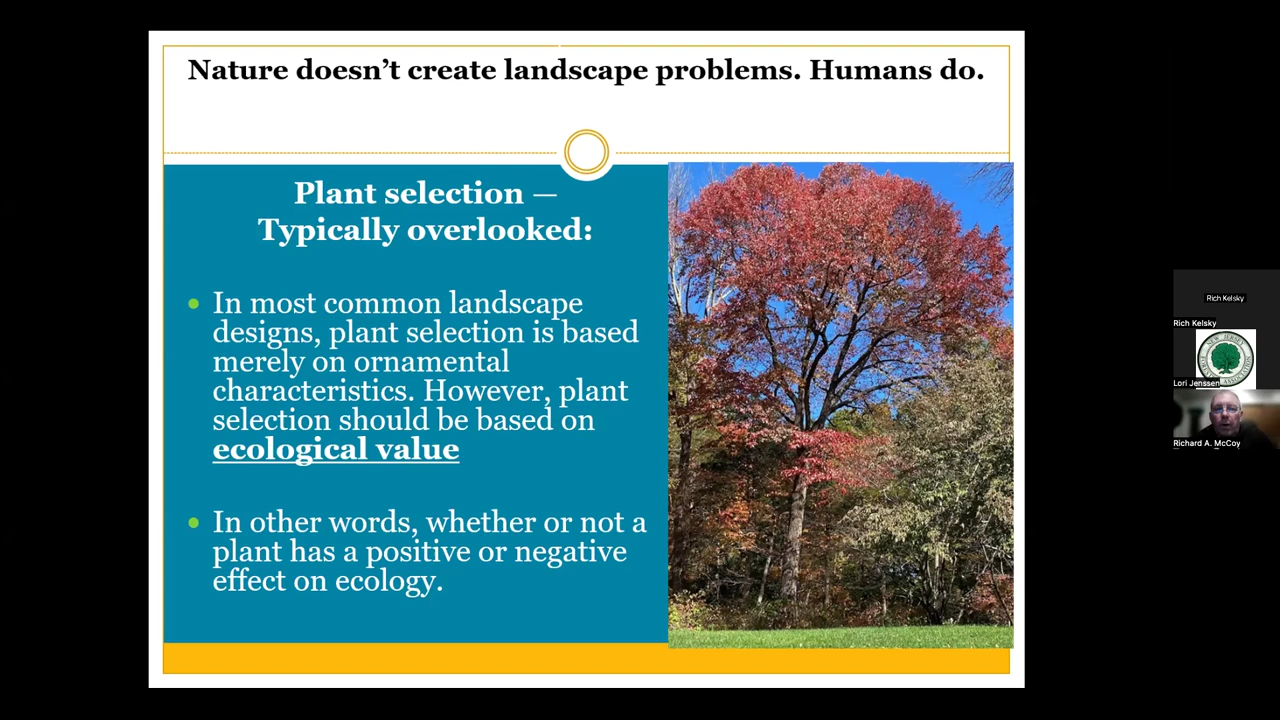 Nature doesn’t create landscape problems. Humans do.
Plant selection —
Typically overlooked:
In most common landscape
designs, plant selection is based
merely on ornamental
characteristics. However, plant
selection should be based on
ecological value
In other words, whether or not a
plant has a positive or negative
effect on ecology.
Rich Kelsky
Rich Kelsky
NEW JERSEY
Lori Jenssen
Richard A. McCoy